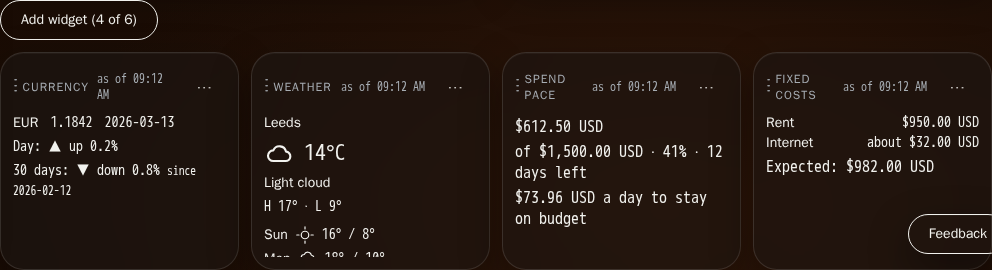 Add widget (4 of 6)
CURRENCY as of 09:12 AM ...
EUR 1.1842 2026-03-13
Day: ▲ up 0.2%
30 days: ▼ down 0.8% since
2026-02-12
WEATHER as of 09:12 AM ...
Leeds
14°C
Light cloud
H 17° · L 9°
Sun 16° / 8°
Mon 18° / 10°
SPEND PACE as of 09:12 AM ...
$612.50 USD
of $1,500.00 USD · 41% · 12
days left
$73.96 USD a day to stay
on budget
FIXED COSTS as of 09:12 AM ...
Rent $950.00 USD
Internet about $32.00 USD
Expected: $982.00 USD
Feedback